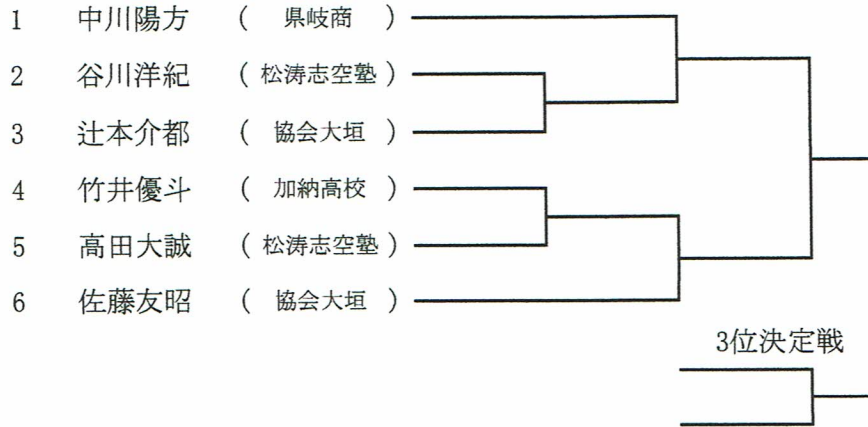 1 中川陽方 ( 県岐商 )
2 谷川洋紀 ( 松涛志空塾 )
3 辻本介都 ( 協会大垣 )
4 竹井優斗 ( 加納高校 )
5 高田大誠 ( 松涛志空塾 )
6 佐藤友昭 ( 協会大垣 )
3位決定戦